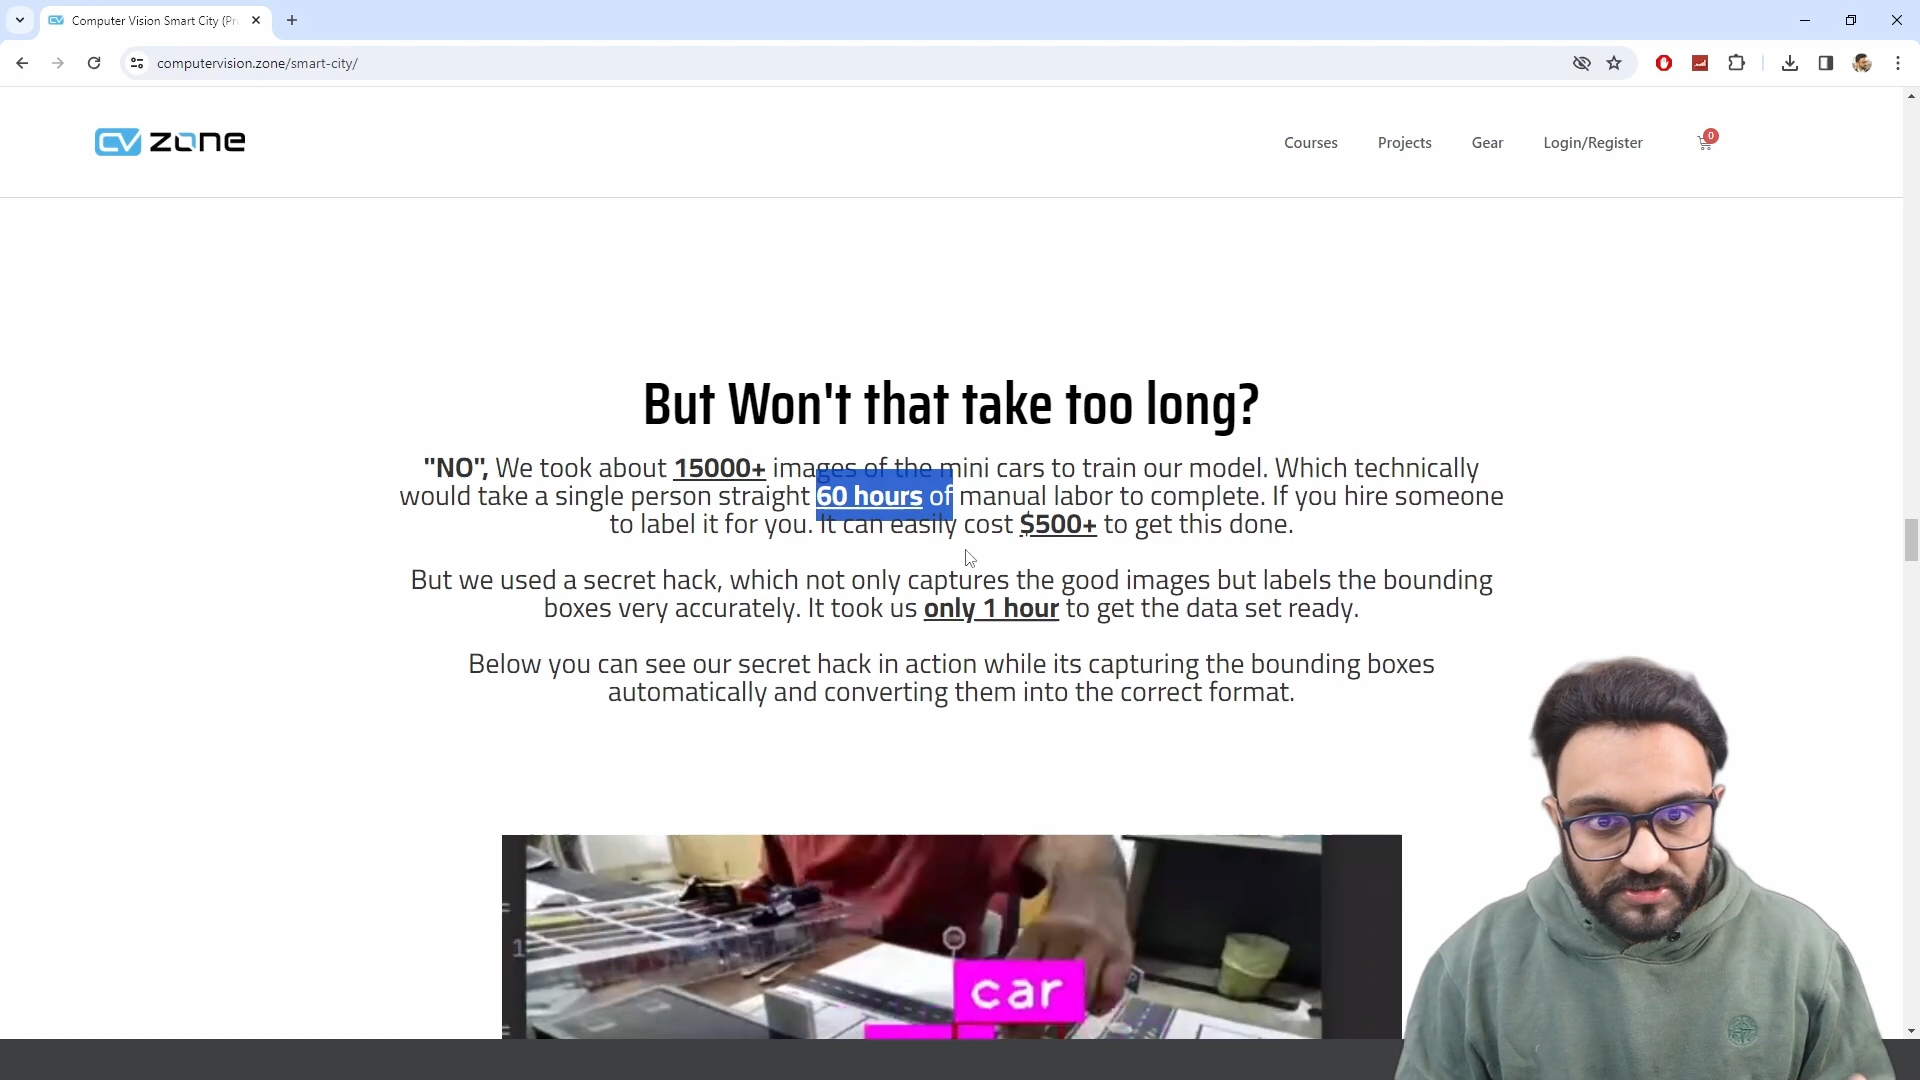 Computer Vision Smart City (Pr
computervision.zone/smart-city/
CV zone
Courses
Projects
Gear
Login/Register
0
But Won't that take too long?
"NO", We took about 15000+ images of the mini cars to train our model. Which technically
would take a single person straight 60 hours of manual labor to complete. If you hire someone
to label it for you. It can easily cost $500+ to get this done.
But we used a secret hack, which not only captures the good images but labels the bounding
boxes very accurately. It took us only 1 hour to get the data set ready.
Below you can see our secret hack in action while its capturing the bounding boxes
automatically and converting them into the correct format.
1
car